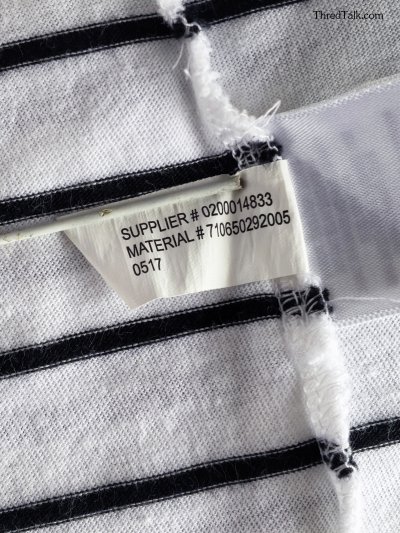 ThredTalk.com
SUPPLIER # 0200014833
MATERIAL # 710650292005
0517